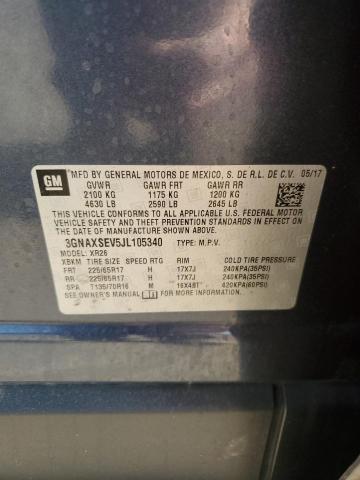 GM
MFD BY GENERAL MOTORS DE MEXICO, S. DE R.L. DE C.V. 05/17
GVWR GAWR FRT GAWR RR
2100 KG 1175 KG 1200 KG
4630 LB 2590 LB 2645 LB
THIS VEHICLE CONFORMS TO ALL APPLICABLE U.S. FEDERAL MOTOR
VEHICLE SAFETY AND THEFT PREVENTION STANDARDS IN EFFECT
ON THE DATE OF MANUFACTURE SHOWN ABOVE.
3GNAXSEV5JL105340 TYPE: M.P.V.
MODEL: XR26
XBKM TIRE SIZE SPEED RTG RIM COLD TIRE PRESSURE
FRT 225/65R17 H 17X7J 240KPA(35PSI)
RR 225/65R17 H 17X7J 240KPA(35PSI)
SPA T135/70R16 M 16X4BT 420KPA(60PSI)
SEE OWNER'S MANUAL FOR MORE INFORMATION.